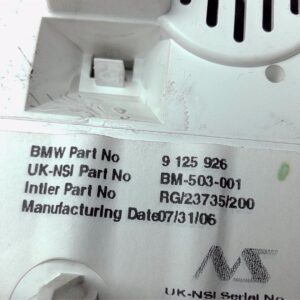 BMW Part No 9 125 926
UK-NSI Part No BM-503-001
Intier Part No RG/23735/200
Manufacturing Date07/31/06
UK-NSI Serial No